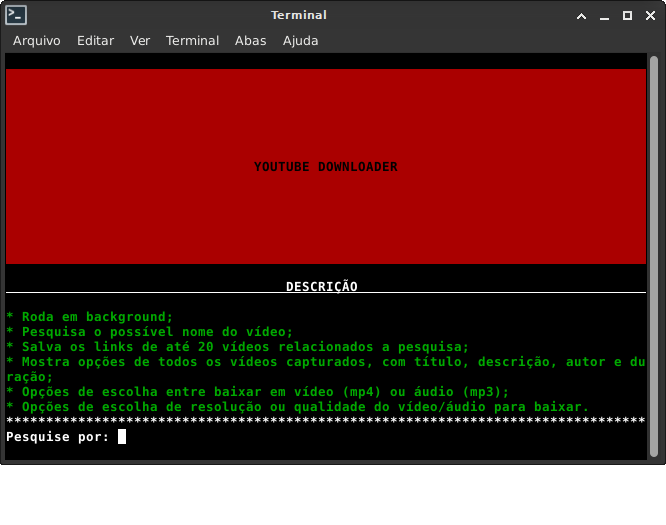 Terminal
Arquivo Editar Ver Terminal Abas Ajuda
YOUTUBE DOWNLOADER
DESCRIÇÃO
* Roda em background;
* Pesquisa o possível nome do vídeo;
* Salva os links de até 20 vídeos relacionados a pesquisa;
* Mostra opções de todos os vídeos capturados, com título, descrição, autor e du
ração;
* Opções de escolha entre baixar em vídeo (mp4) ou áudio (mp3);
* Opções de escolha de resolução ou qualidade do vídeo/áudio para baixar.
********************************************************************************
Pesquise por: